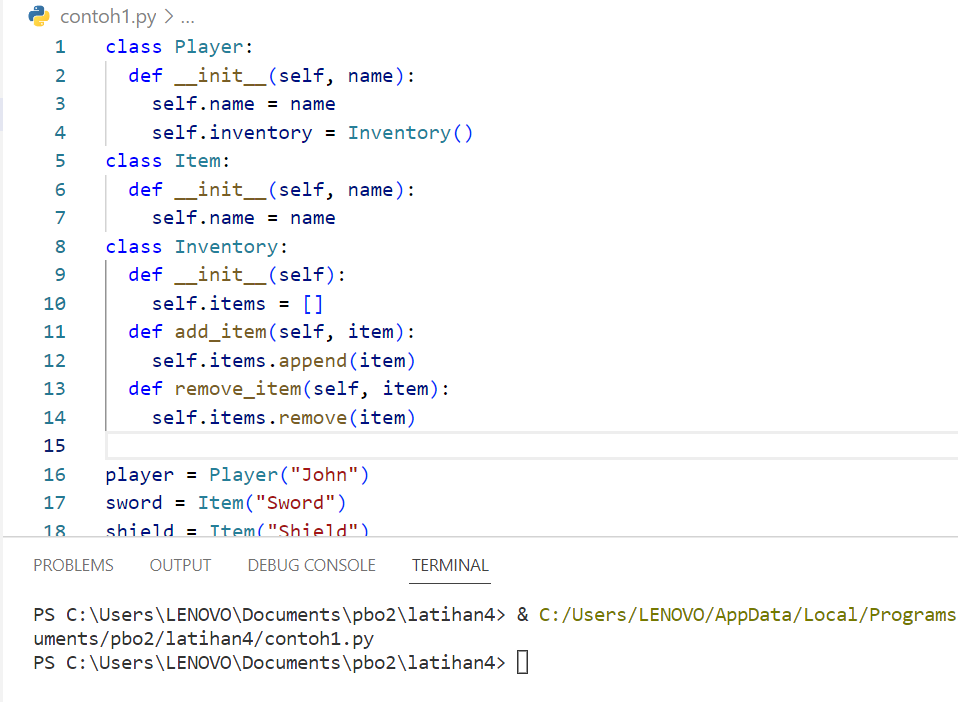 contoh1.py > ...
1 class Player:
2   def __init__(self, name):
3     self.name = name
4     self.inventory = Inventory()
5 class Item:
6   def __init__(self, name):
7     self.name = name
8 class Inventory:
9   def __init__(self):
10     self.items = []
11   def add_item(self, item):
12     self.items.append(item)
13   def remove_item(self, item):
14     self.items.remove(item)
15
16 player = Player("John")
17 sword = Item("Sword")
18 shield = Item("Shield")
PROBLEMS OUTPUT DEBUG CONSOLE TERMINAL
PS C:\Users\LENOVO\Documents\pbo2\latihan4> & C:/Users/LENOVO/AppData/Local/Programs
uments/pbo2/latihan4/contoh1.py
PS C:\Users\LENOVO\Documents\pbo2\latihan4>